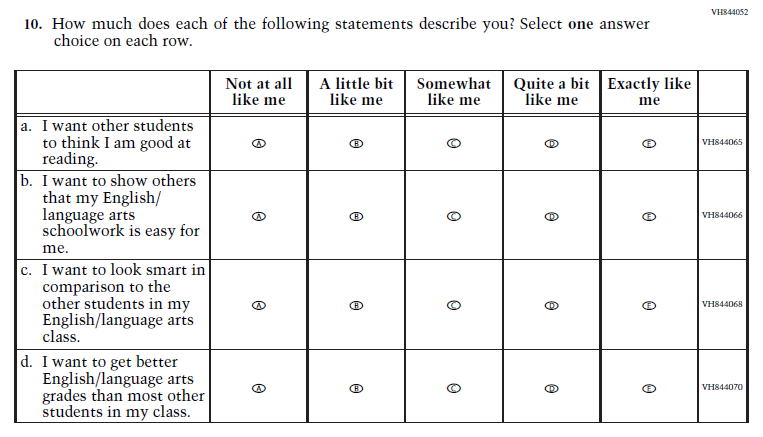 VH844052
10. How much does each of the following statements describe you? Select one answer
choice on each row.
Not at all
like me
A little bit
like me
Somewhat
like me
Quite a bit
like me
Exactly like
me
a. I want other students
to think I am good at
reading.
A B C D E VH844065
b. I want to show others
that my English/
language arts
schoolwork is easy for
me.
A B C D E VH844066
c. I want to look smart in
comparison to the
other students in my
English/language arts
class.
A B C D E VH844068
d. I want to get better
English/language arts
grades than most other
students in my class.
A B C D E VH844070